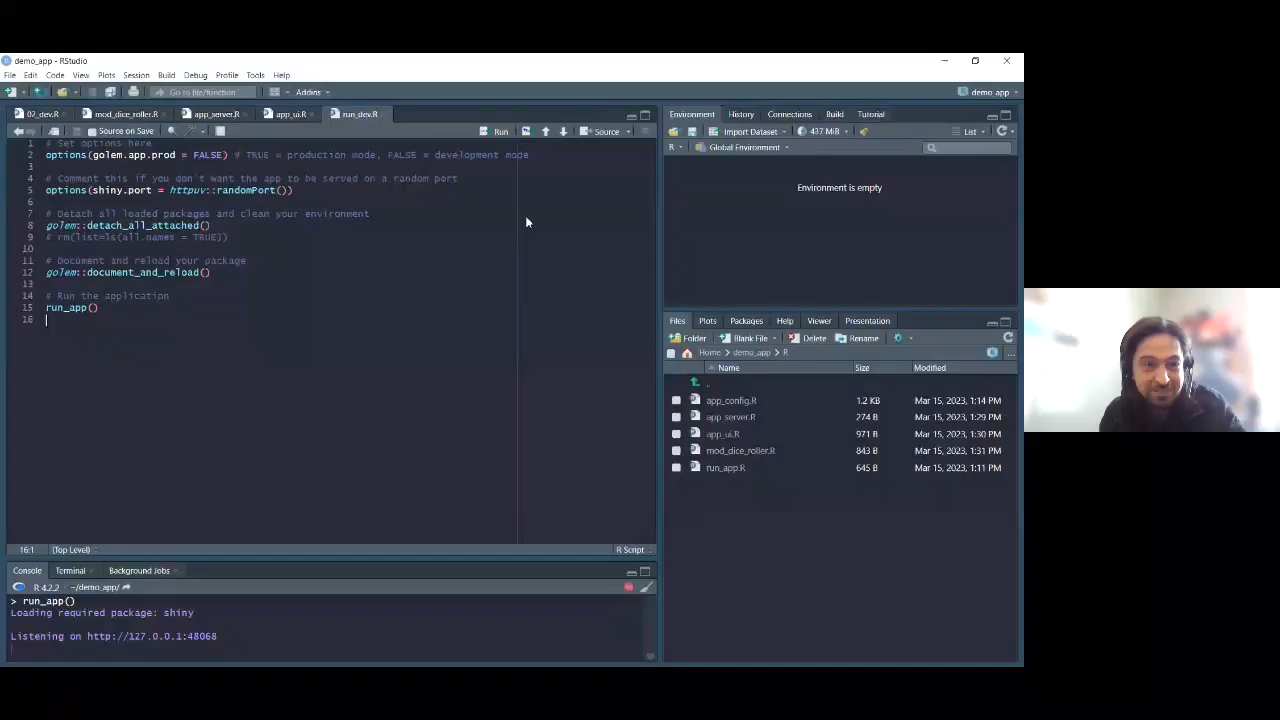 demo_app - RStudio
File Edit Code View Plots Session Build Debug Profile Tools Help
Go to file/function Addins demo_app
02_dev.R mod_dice_roller.R app_server.R app_ui.R run_dev.R
Source on Save Run Source
1 # Set options here
2 options(golem.app.prod = FALSE) # TRUE = production mode, FALSE = development mode
3
4 # Comment this if you don't want the app to be served on a random port
5 options(shiny.port = httpuv::randomPort())
6
7 # Detach all loaded packages and clean your environment
8 golem::detach_all_attached()
9 # rm(list=ls(all.names = TRUE))
10
11 # Document and reload your package
12 golem::document_and_reload()
13
14 # Run the application
15 run_app()
16
16:1 (Top Level) R Script
Console Terminal Background Jobs
R 4.2.2 · ~/demo_app/
> run_app()
Loading required package: shiny
Listening on http://127.0.0.1:48068
Environment History Connections Build Tutorial
Import Dataset 437 MiB List
R Global Environment
Environment is empty
Files Plots Packages Help Viewer Presentation
Folder Blank File Delete Rename
Home demo_app R
Name Size Modified
..
app_config.R 1.2 KB Mar 15, 2023, 1:14 PM
app_server.R 274 B Mar 15, 2023, 1:29 PM
app_ui.R 971 B Mar 15, 2023, 1:30 PM
mod_dice_roller.R 843 B Mar 15, 2023, 1:31 PM
run_app.R 645 B Mar 15, 2023, 1:11 PM